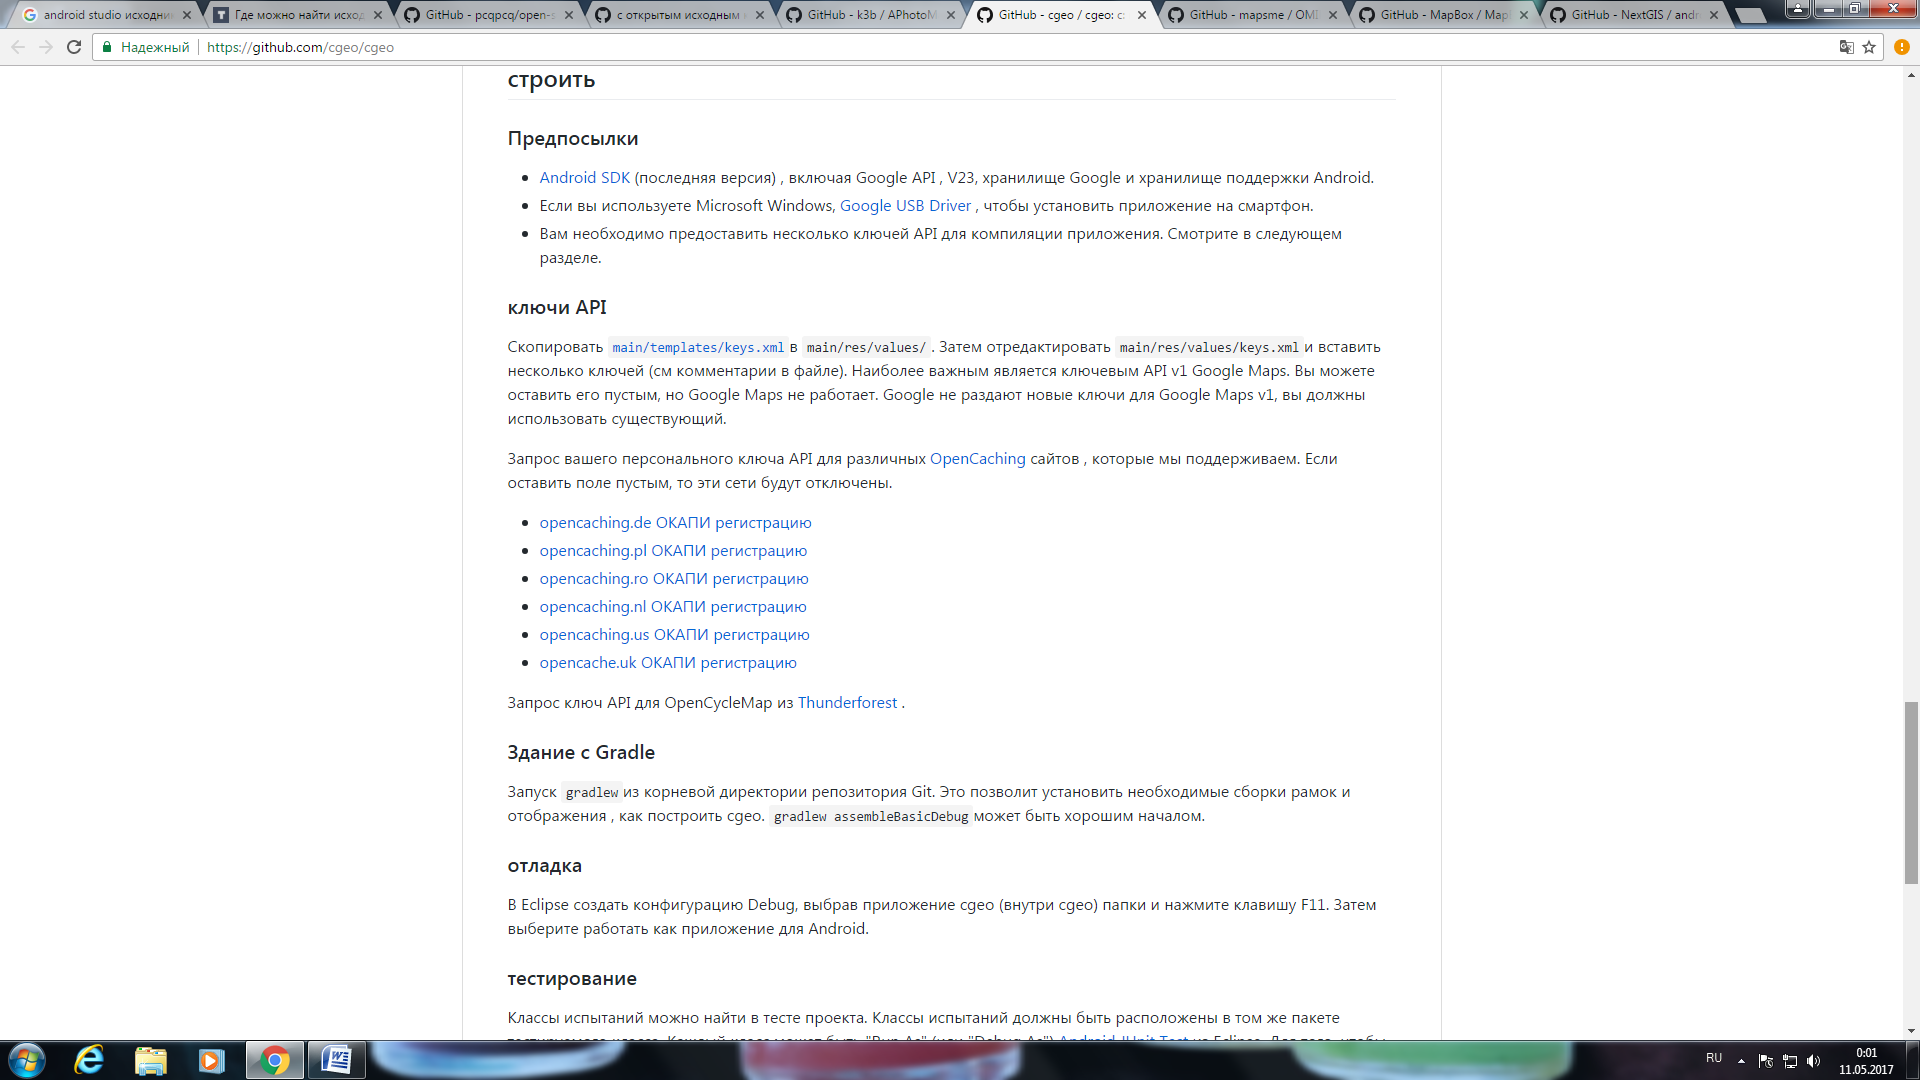 android studio исходник
Где можно найти исход
GitHub - pcqpcq/open-s
с открытым исходным к
GitHub - k3b / APhotoM
GitHub - cgeo / cgeo: c:
GitHub - mapsme / OMI
GitHub - MapBox / Map
GitHub - NextGIS / andr
Надежный https://github.com/cgeo/cgeo
строить
Предпосылки
Android SDK (последняя версия) , включая Google API , V23, хранилище Google и хранилище поддержки Android.
Если вы используете Microsoft Windows, Google USB Driver , чтобы установить приложение на смартфон.
Вам необходимо предоставить несколько ключей API для компиляции приложения. Смотрите в следующем
разделе.
ключи API
Скопировать main/templates/keys.xml в main/res/values/ . Затем отредактировать main/res/values/keys.xml и вставить
несколько ключей (см комментарии в файле). Наиболее важным является ключевым API v1 Google Maps. Вы можете
оставить его пустым, но Google Maps не работает. Google не раздают новые ключи для Google Maps v1, вы должны
использовать существующий.
Запрос вашего персонального ключа API для различных OpenCaching сайтов , которые мы поддерживаем. Если
оставить поле пустым, то эти сети будут отключены.
opencaching.de ОКАПИ регистрацию
opencaching.pl ОКАПИ регистрацию
opencaching.ro ОКАПИ регистрацию
opencaching.nl ОКАПИ регистрацию
opencaching.us ОКАПИ регистрацию
opencache.uk ОКАПИ регистрацию
Запрос ключ API для OpenCycleMap из Thunderforest .
Здание с Gradle
Запуск gradlew из корневой директории репозитория Git. Это позволит установить необходимые сборки рамок и
отображения , как построить cgeo. gradlew assembleBasicDebug может быть хорошим началом.
отладка
В Eclipse создать конфигурацию Debug, выбрав приложение cgeo (внутри cgeo) папки и нажмите клавишу F11. Затем
выберите работать как приложение для Android.
тестирование
Классы испытаний можно найти в тесте проекта. Классы испытаний должны быть расположены в том же пакете
RU
0:01
11.05.2017